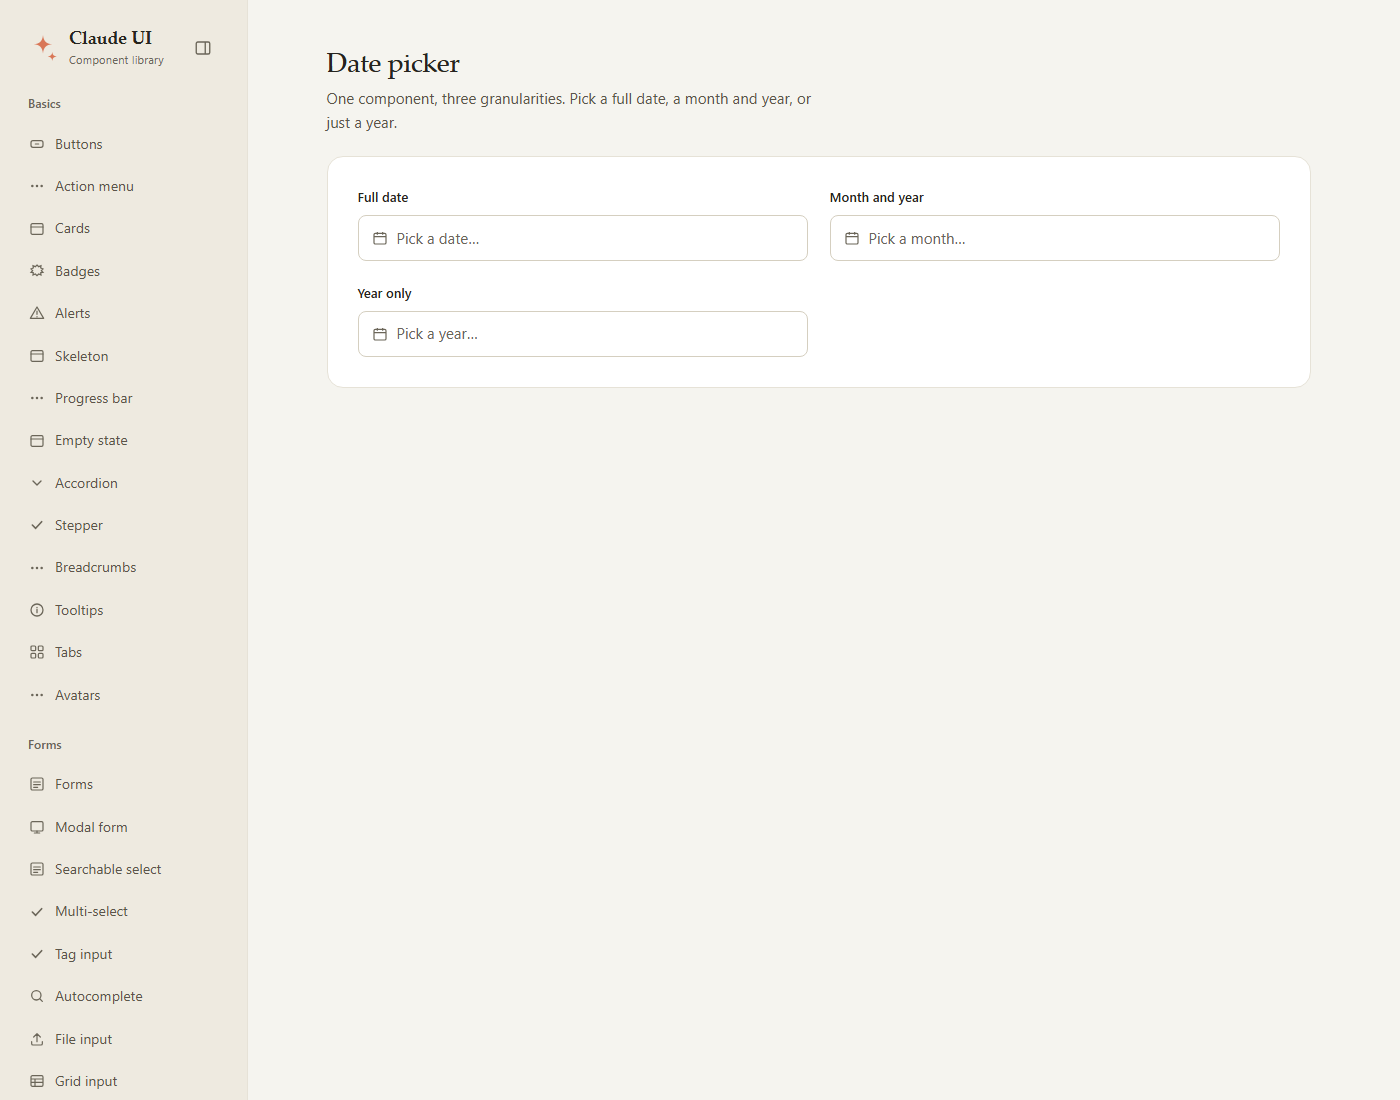 Claude UI
Component library
Basics
Buttons
Action menu
Cards
Badges
Alerts
Skeleton
Progress bar
Empty state
Accordion
Stepper
Breadcrumbs
Tooltips
Tabs
Avatars
Forms
Forms
Modal form
Searchable select
Multi-select
Tag input
Autocomplete
File input
Grid input
Date picker
One component, three granularities. Pick a full date, a month and year, or
just a year.
Full date
Pick a date...
Month and year
Pick a month...
Year only
Pick a year...